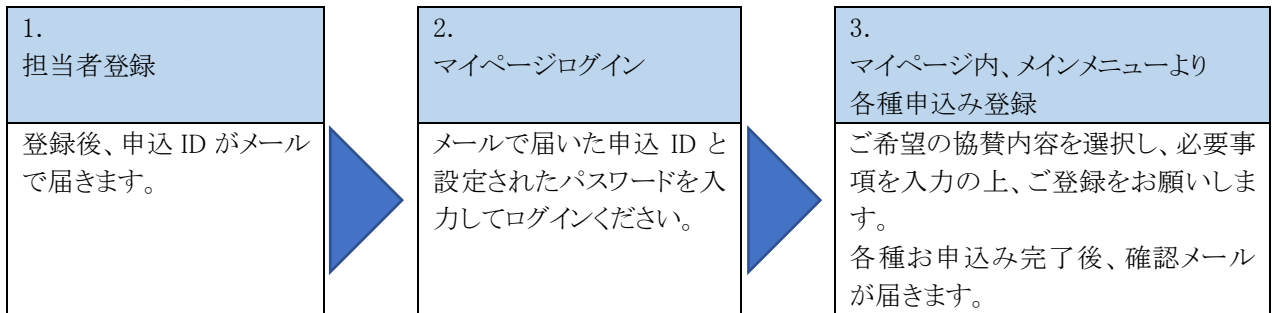 1.
担当者登録
登録後、申込 ID がメール
で届きます。
2.
マイページログイン
メールで届いた申込 ID と
設定されたパスワードを入
力してログインください。
3.
マイページ内、メインメニューより
各種申込み登録
ご希望の協賛内容を選択し、必要事
項を入力の上、ご登録をお願いしま
す。
各種お申込み完了後、確認メール
が届きます。